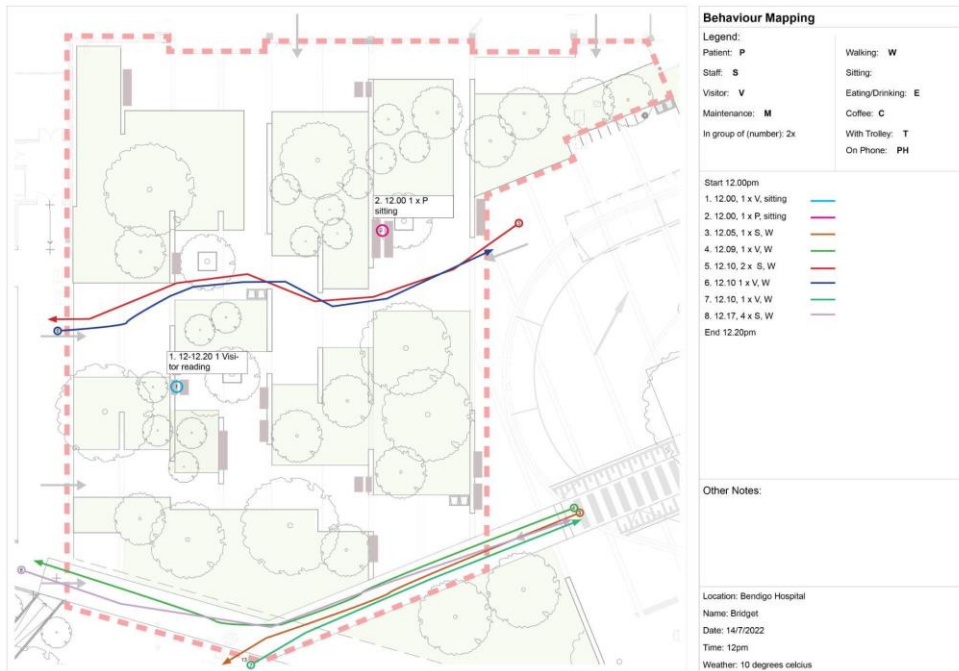 2. 12.00 1 x P
sitting
1. 12-12.20 1 Visi-
tor reading
Behaviour Mapping
Legend:
Patient: P
Staff: S
Visitor: V
Maintenance: M
In group of (number): 2x
Walking: W
Sitting:
Eating/Drinking: E
Coffee: C
With Trolley: T
On Phone: PH
Start 12.00pm
1. 12.00, 1 x V, sitting
2. 12.00, 1 x P, sitting
3. 12.05, 1 x S, W
4. 12.09, 1 x V, W
5. 12.10, 2 x S, W
6. 12.10 1 x V, W
7. 12.10, 1 x V, W
8. 12.17, 4 x S, W
End 12.20pm
Other Notes:
Location: Bendigo Hospital
Name: Bridget
Date: 14/7/2022
Time: 12pm
Weather: 10 degrees celcius